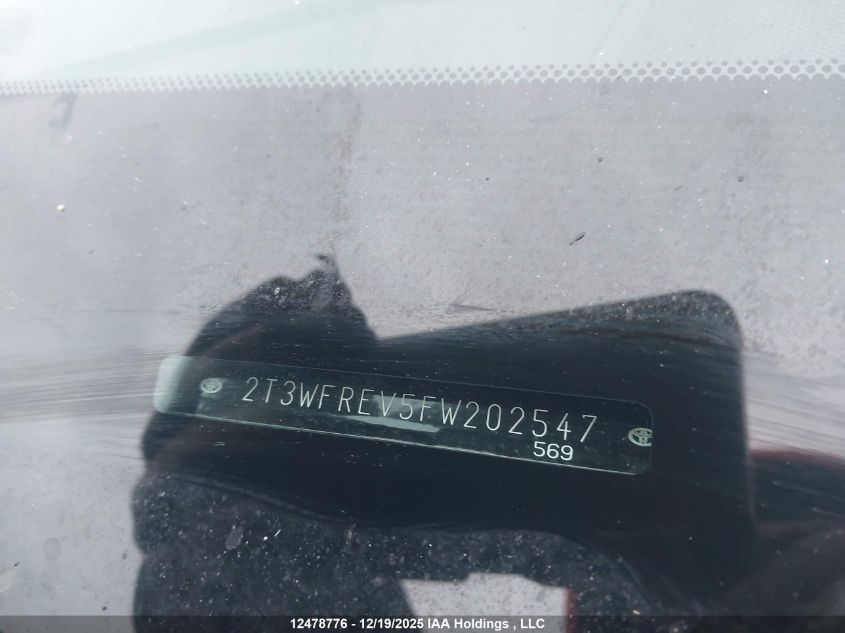 2T3WFREV5FW202547
569
12478776 - 12/19/2025 IAA Holdings , LLC